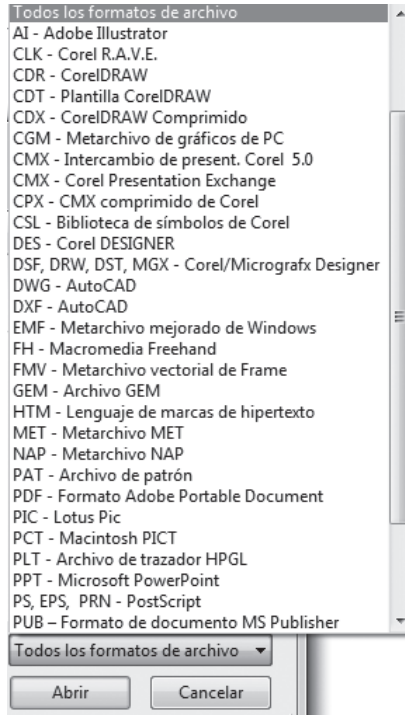 Todos los formatos de archivo
AI - Adobe Illustrator
CLK - Corel R.A.V.E.
CDR - CorelDRAW
CDT - Plantilla CorelDRAW
CDX - CorelDRAW Comprimido
CGM - Metarchivo de gráficos de PC
CMX - Intercambio de present. Corel 5.0
CMX - Corel Presentation Exchange
CPX - CMX comprimido de Corel
CSL - Biblioteca de símbolos de Corel
DES - Corel DESIGNER
DSF, DRW, DST, MGX - Corel/Micrografx Designer
DWG - AutoCAD
DXF - AutoCAD
EMF - Metarchivo mejorado de Windows
FH - Macromedia Freehand
FMV - Metarchivo vectorial de Frame
GEM - Archivo GEM
HTM - Lenguaje de marcas de hipertexto
MET - Metarchivo MET
NAP - Metarchivo NAP
PAT - Archivo de patrón
PDF - Formato Adobe Portable Document
PIC - Lotus Pic
PCT - Macintosh PICT
PLT - Archivo de trazador HPGL
PPT - Microsoft PowerPoint
PS, EPS, PRN - PostScript
PUB – Formato de documento MS Publisher
Todos los formatos de archivo
Abrir Cancelar